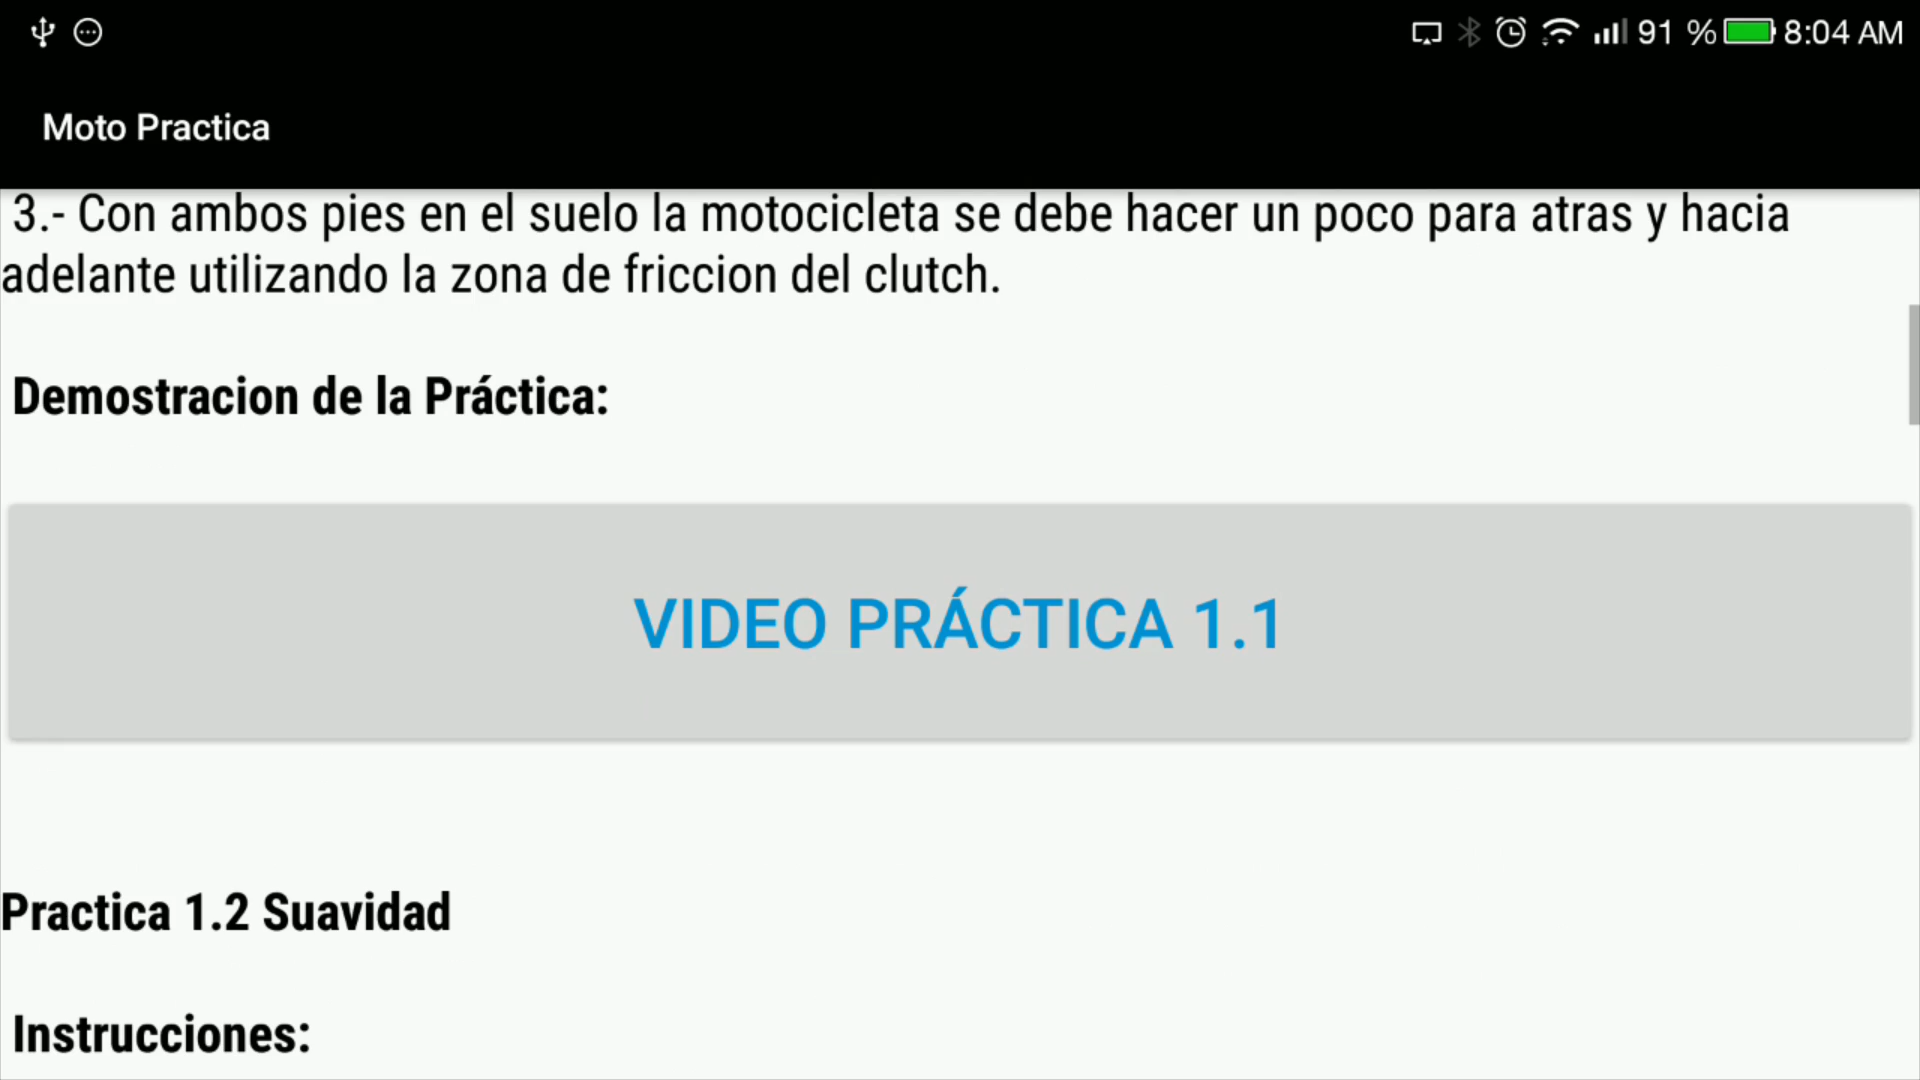 91 % 8:04 AM
Moto Practica
3.- Con ambos pies en el suelo la motocicleta se debe hacer un poco para atras y hacia
adelante utilizando la zona de friccion del clutch.
Demostracion de la Práctica:
VIDEO PRÁCTICA 1.1
Practica 1.2 Suavidad
Instrucciones: